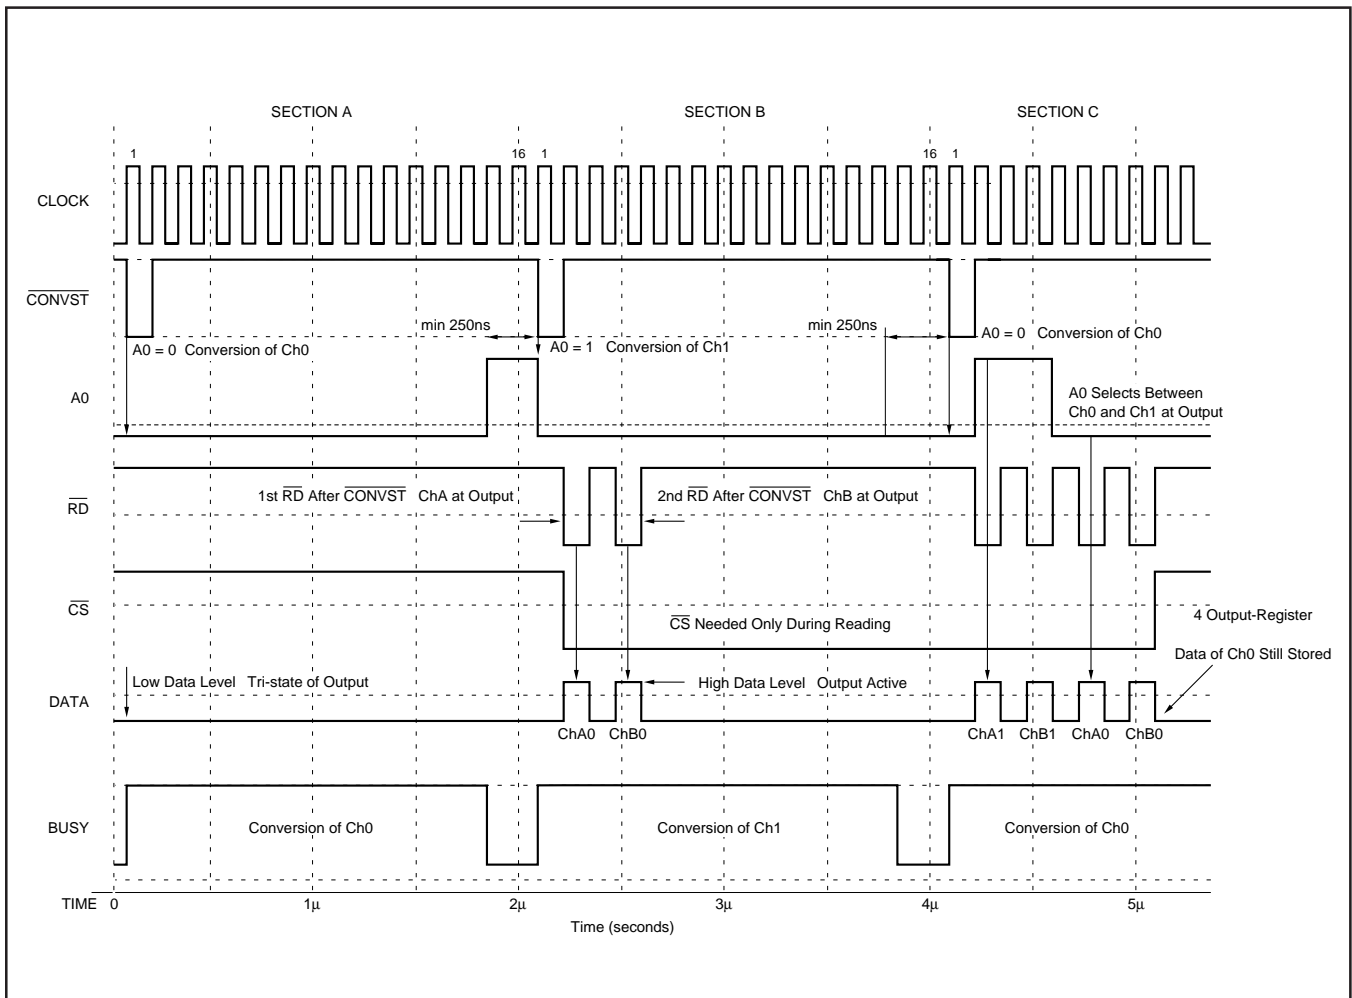 SECTION A SECTION B SECTION C
1 16 1 16 1
CLOCK
CONVST
min 250ns min 250ns
A0 = 0 Conversion of Ch0 A0 = 1 Conversion of Ch1 A0 = 0 Conversion of Ch0
A0
A0 Selects Between
Ch0 and Ch1 at Output
1st RD After CONVST ChA at Output 2nd RD After CONVST ChB at Output
RD
CS
CS Needed Only During Reading
4 Output-Register
Data of Ch0 Still Stored
Low Data Level Tri-state of Output High Data Level Output Active
DATA
ChA0 ChB0 ChA1 ChB1 ChA0 ChB0
BUSY Conversion of Ch0 Conversion of Ch1 Conversion of Ch0
TIME 0 1μ 2μ 3μ 4μ 5μ
Time (seconds)